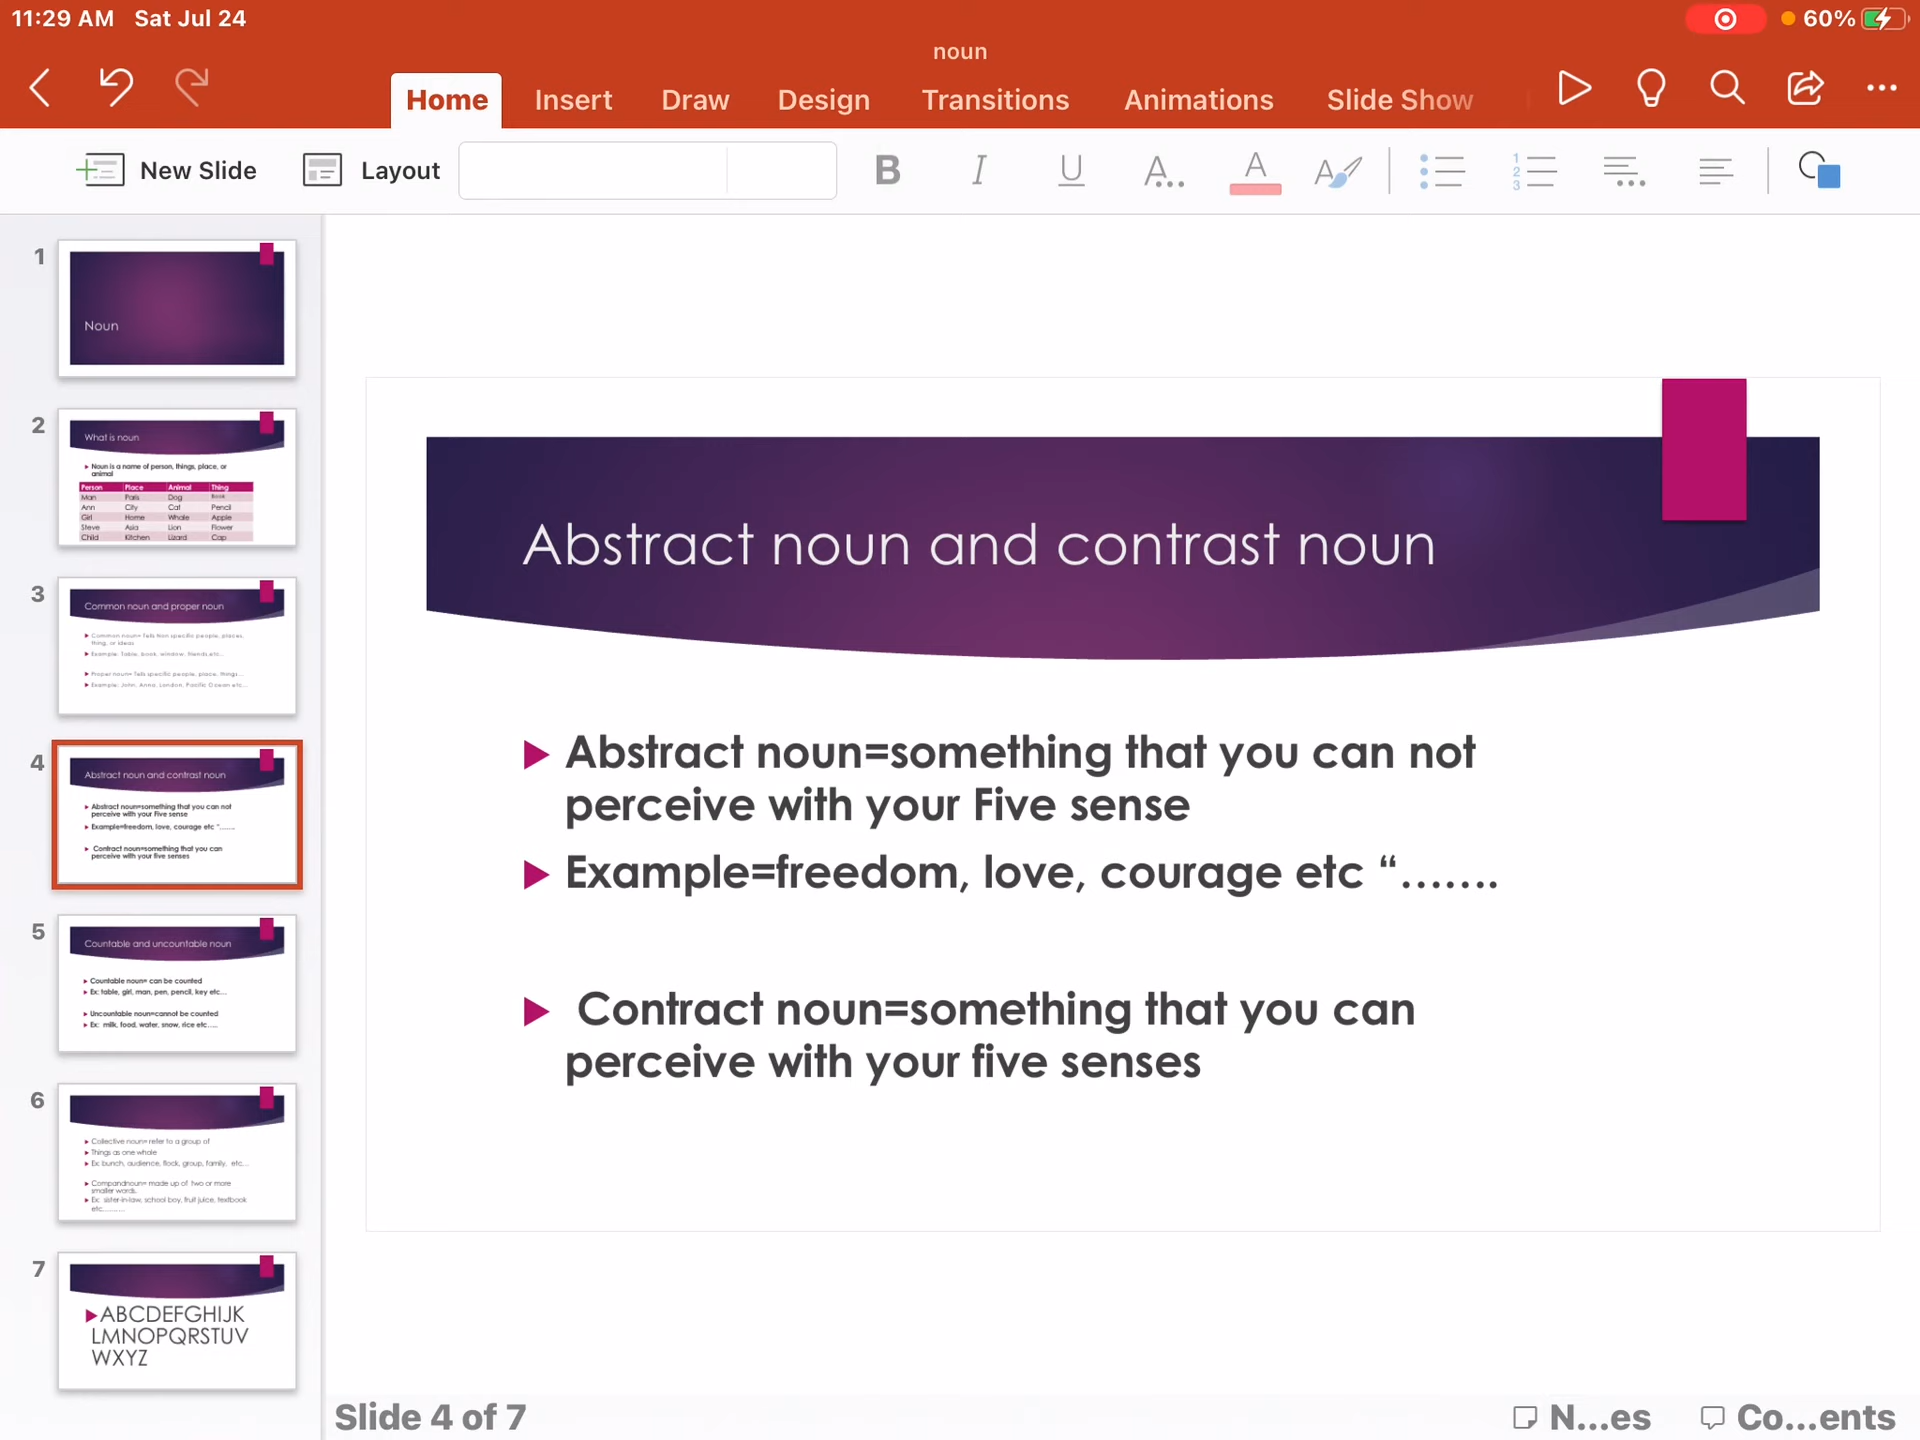 11:29 AM Sat Jul 24
60%
noun
Home Insert Draw Design Transitions Animations Slide Show
New Slide Layout
B I U A.. A A
1
Noun
2
What is noun
Noun is a name of person, things, place, or
animal
Person Place Animal Thing
Man Paris Dog Book
Ann City Cat Pencil
Girl Home Whale Apple
Steve Asia Lion Flower
Child Kitchen Lizard Cap
3
Common noun and proper noun
Common noun= Tells Non specific people, places,
thing, or ideas
Example: Table, book, window, friends etc...
Proper noun= Tells specific people, place, things...
Example: John, Anna, London, Pacific Ocean etc...
4
Abstract noun and contrast noun
Abstract noun=something that you can not
perceive with your Five sense
Example=freedom, love, courage etc “.......
Contract noun=something that you can
perceive with your five senses
5
Countable and uncountable noun
Countable noun= can be counted
Ex: table, girl, man, pen, pencil, key etc...
Uncountable noun=cannot be counted
Ex: milk, food, water, snow, rice etc.....
6
Collective noun= refer to a group of
Things as one whole
Ex: bunch, audience, flock, group, family, etc...
Compandnoun= made up of two or more
smaller words.
Ex: sister-in-law, school boy, fruit juice, textbook
etc..........
7
ABCDEFGHIJK
LMNOPQRSTUV
WXYZ
Abstract noun and contrast noun
Abstract noun=something that you can not
perceive with your Five sense
Example=freedom, love, courage etc “.......
Contract noun=something that you can
perceive with your five senses
Slide 4 of 7
N...es Co...ents